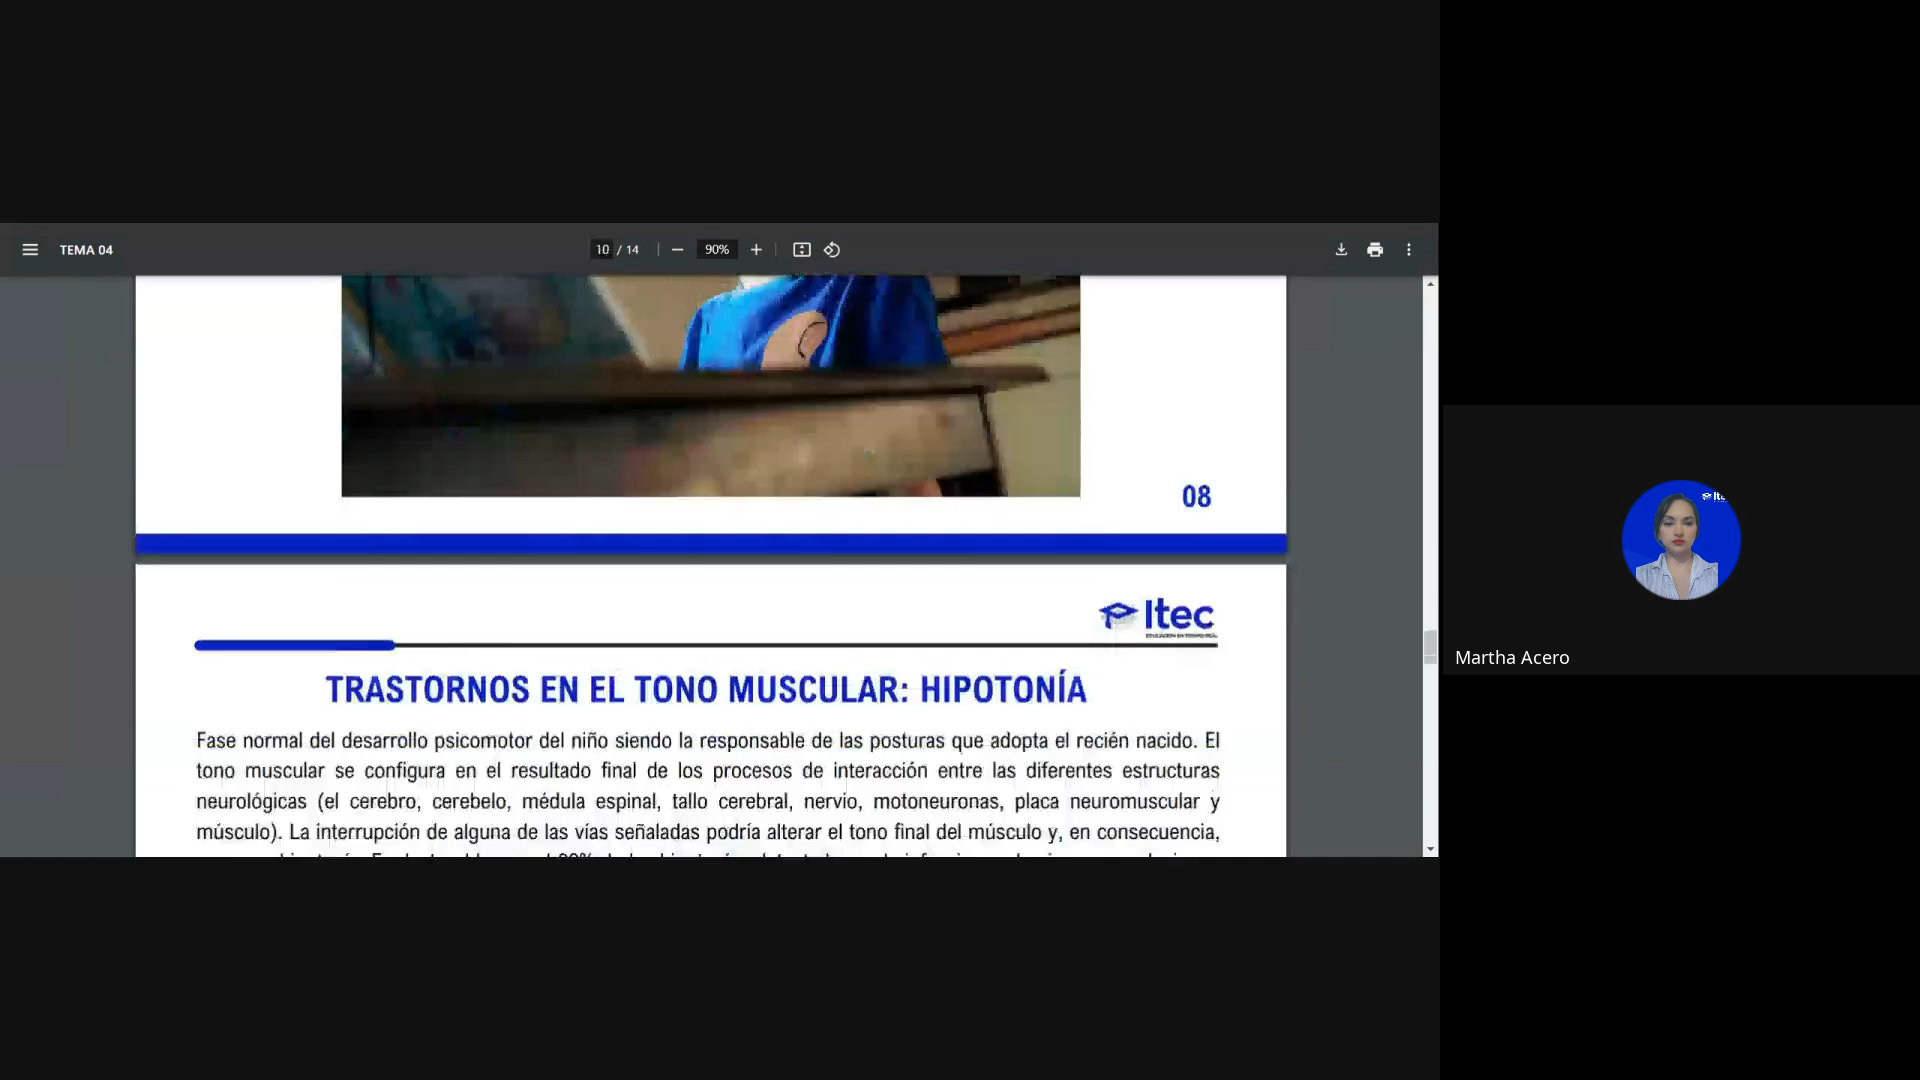 TEMA 04
10 / 14
90%
08
Itec
TRASTORNOS EN EL TONO MUSCULAR: HIPOTONÍA
Fase normal del desarrollo psicomotor del niño siendo la responsable de las posturas que adopta el recién nacido. El
tono muscular se configura en el resultado final de los procesos de interacción entre las diferentes estructuras
neurológicas (el cerebro, cerebelo, médula espinal, tallo cerebral, nervio, motoneuronas, placa neuromuscular y
músculo). La interrupción de alguna de las vías señaladas podría alterar el tono final del músculo y, en consecuencia,
Martha Acero